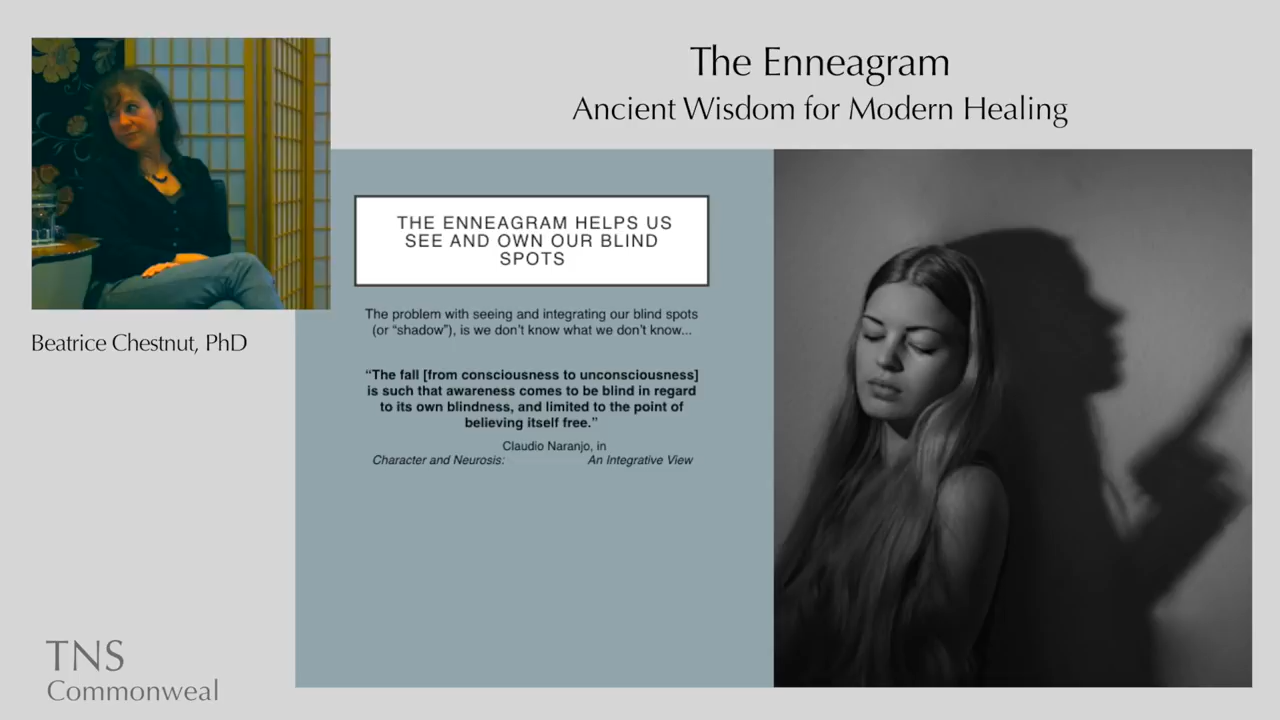 The Enneagram
Ancient Wisdom for Modern Healing
THE ENNEAGRAM HELPS US
SEE AND OWN OUR BLIND
SPOTS
The problem with seeing and integrating our blind spots
(or “shadow”), is we don’t know what we don’t know...
“The fall [from consciousness to unconsciousness]
is such that awareness comes to be blind in regard
to its own blindness, and limited to the point of
believing itself free.”
Claudio Naranjo, in
Character and Neurosis: An Integrative View
Beatrice Chestnut, PhD
TNS
Commonweal